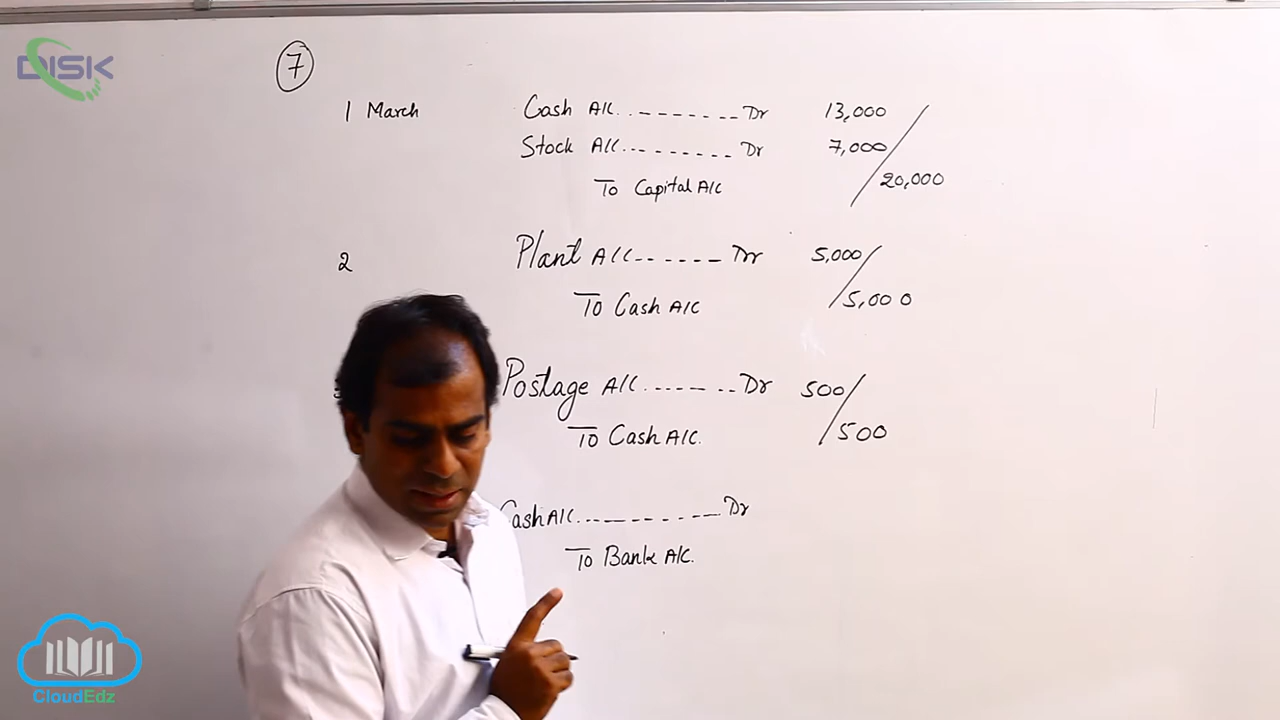 DISK
7
1 March Cash A/C. .-------- Dr 13,000
Stock A/C..-------- Dr 7,000
To Capital A/C 20,000
2 Plant A/C------ Dr 5,000
To Cash A/C 5,000
Postage A/C.----.-- Dr 500
To Cash A/C. 500
Cash A/C.--------- Dr
To Bank A/C.
CloudEdz